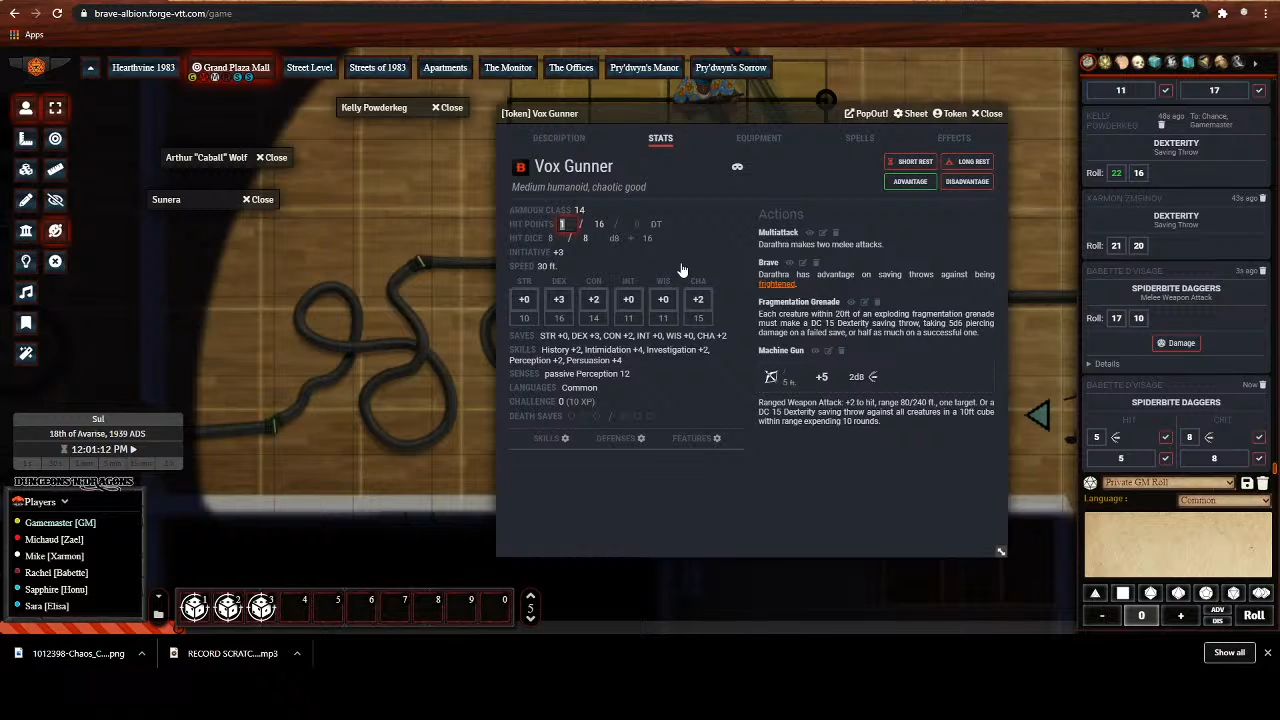 brave-albion.forge-vtt.com/game
Apps
Hearthvine 1983
Grand Plaza Mall
Street Level
Streets of 1983
Apartments
The Monitor
The Offices
Pry'dwyn's Manor
Pry'dwyn's Sorrow
Kelly Powderkeg
Close
Arthur "Caball" Wolf
Close
Sunera
Close
[Token] Vox Gunner
PopOut! Sheet Token Close
DESCRIPTION STATS EQUIPMENT SPELLS EFFECTS
B Vox Gunner
SHORT REST LONG REST
Medium humanoid, chaotic good
ADVANTAGE DISADVANTAGE
ARMOUR CLASS 14
HIT POINTS 1 / 16 / 0 DT
HIT DICE 8 / 8 d8 + 16
INITIATIVE +3
SPEED 30 ft.
STR DEX CON INT WIS CHA
+0 +3 +2 +0 +0 +2
10 16 14 11 11 15
SAVES STR +0, DEX +3, CON +2, INT +0, WIS +0, CHA +2
SKILLS History +2, Intimidation +4, Investigation +2,
Perception +2, Persuasion +4
SENSES passive Perception 12
LANGUAGES Common
CHALLENGE 0 (10 XP)
DEATH SAVES
SKILLS DEFENSES FEATURES
Actions
Multiattack
Darathra makes two melee attacks.
Brave
Darathra has advantage on saving throws against being
frightened.
Fragmentation Grenade
Each creature within 20ft of an exploding fragmentation grenade
must make a DC 15 Dexterity saving throw, taking 5d6 piercing
damage on a failed save, or half as much on a successful one.
Machine Gun
/
5 ft.
+5 2d8
Ranged Weapon Attack: +2 to hit, range 80/240 ft., one target. Or a
DC 15 Dexterity saving throw against all creatures in a 10ft cube
within range expending 10 rounds.
11 17
KELLY POWDERKEG 48s ago To: Chance, Gamemaster
DEXTERITY
Saving Throw
Roll: 22 16
XARMON ZMEINOV 43s ago
DEXTERITY
Saving Throw
Roll: 21 20
BABETTE D'VISAGE 3s ago
SPIDERBITE DAGGERS
Melee Weapon Attack
Roll: 17 10
Damage
Details
BABETTE D'VISAGE Now
SPIDERBITE DAGGERS
HIT CRIT
5 8
5 8
Private GM Roll
Language : Common
- 0 + ADV DIS Roll
Sul
18th of Avarise, 1939 ADS
12:01:12 PM
DUNGEONS & DRAGONS
Players
Gamemaster [GM]
Michaud [Zael]
Mike [Xarmon]
Rachel [Babette]
Sapphire [Honu]
Sara [Elisa]
1 2 3 4 5 6 7 8 9 0
5
1012398-Chaos_C....png
RECORD SCRATC....mp3
Show all